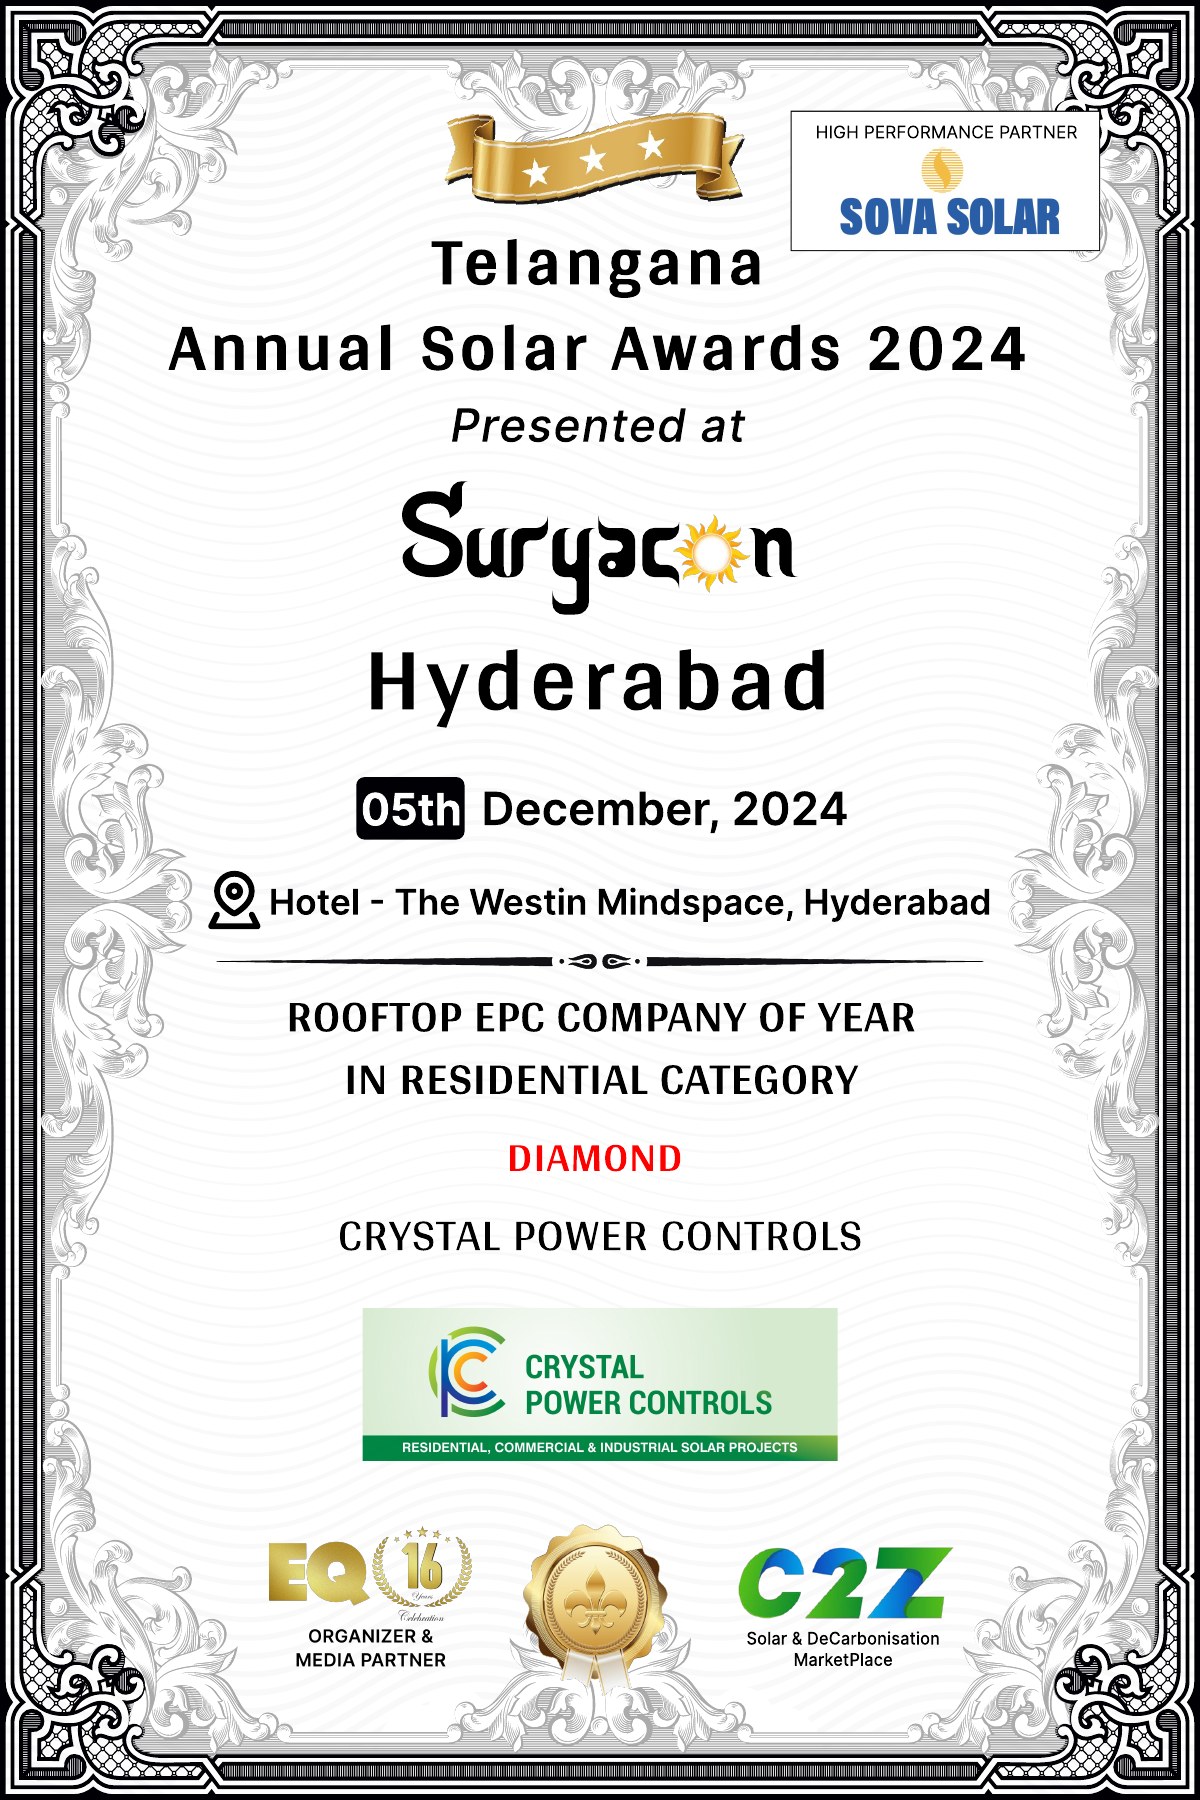 HIGH PERFORMANCE PARTNER
SOVA SOLAR
Telangana
Annual Solar Awards 2024
Presented at
Suryacon
Hyderabad
05th December, 2024
Hotel - The Westin Mindspace, Hyderabad
ROOFTOP EPC COMPANY OF YEAR
IN RESIDENTIAL CATEGORY
DIAMOND
CRYSTAL POWER CONTROLS
CRYSTAL
POWER CONTROLS
RESIDENTIAL, COMMERCIAL & INDUSTRIAL SOLAR PROJECTS
EQ 16
Years
Celebration
ORGANIZER &
MEDIA PARTNER
C2Z
Solar & DeCarbonisation
MarketPlace